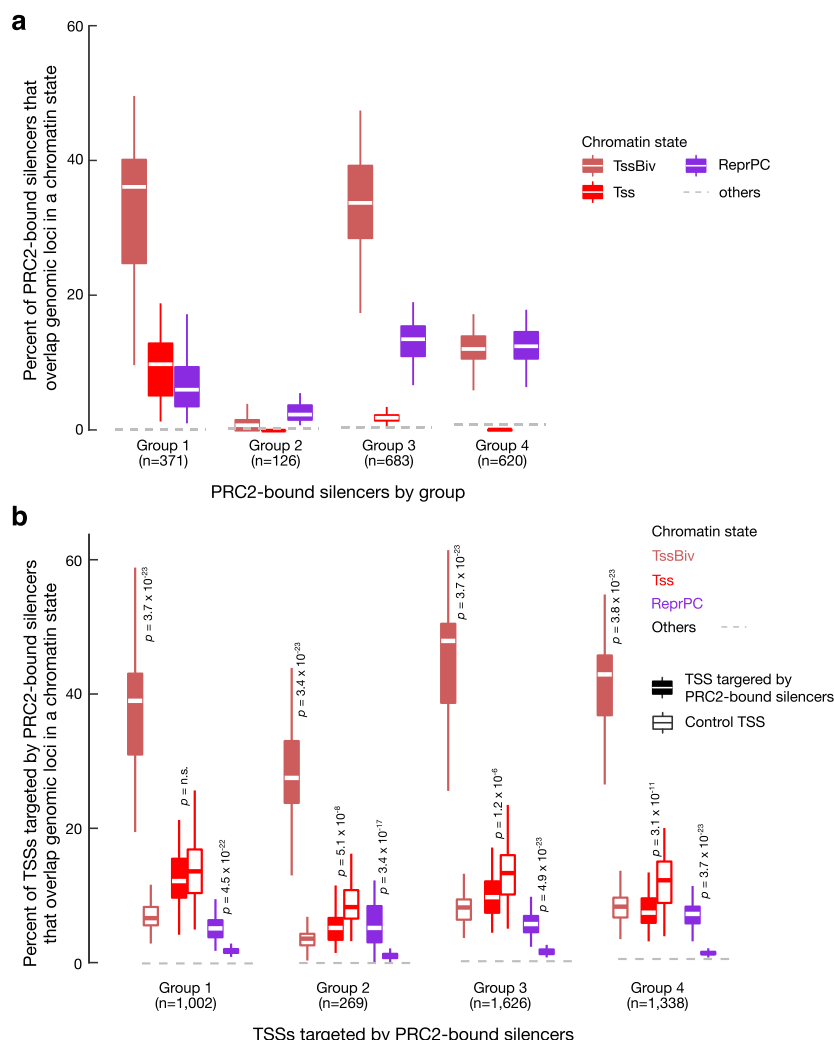 a
60
40
20
0
Percent of PRC2-bound silencers that
overlap genomic loci in a chromatin state
Chromatin state
TssBiv
ReprPC
Tss
others
Group 1
(n=371)
Group 2
(n=126)
Group 3
(n=683)
Group 4
(n=620)
PRC2-bound silencers by group
b
60
40
20
0
Percent of TSSs targeted by PRC2-bound silencers
that overlap genomic loci in a chromatin state
p = 3.7 x 10-23
p = n.s.
p = 4.5 x 10-22
p = 3.4 x 10-23
p = 5.1 x 10-8
p = 3.4 x 10-17
p = 3.7 x 10-23
p = 1.2 x 10-6
p = 4.9 x 10-23
p = 3.8 x 10-23
p = 3.1 x 10-11
p = 3.7 x 10-23
Chromatin state
TssBiv
Tss
ReprPC
Others
TSS targered by
PRC2-bound silencers
Control TSS
Group 1
(n=1,002)
Group 2
(n=269)
Group 3
(n=1,626)
Group 4
(n=1,338)
TSSs targeted by PRC2-bound silencers